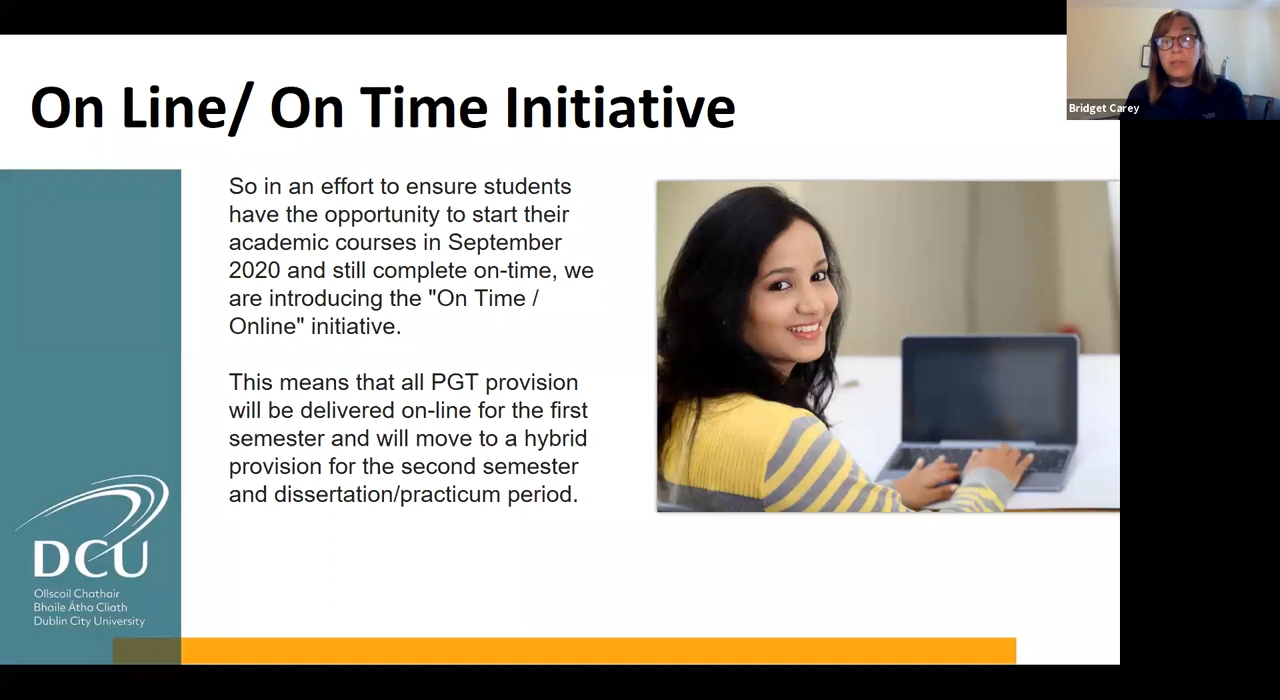 On Line/ On Time Initiative
Bridget Carey
So in an effort to ensure students
have the opportunity to start their
academic courses in September
2020 and still complete on-time, we
are introducing the "On Time /
Online" initiative.
This means that all PGT provision
will be delivered on-line for the first
semester and will move to a hybrid
provision for the second semester
and dissertation/practicum period.
DCU
Ollscoil Chathair
Bhaile Átha Cliath
Dublin City University